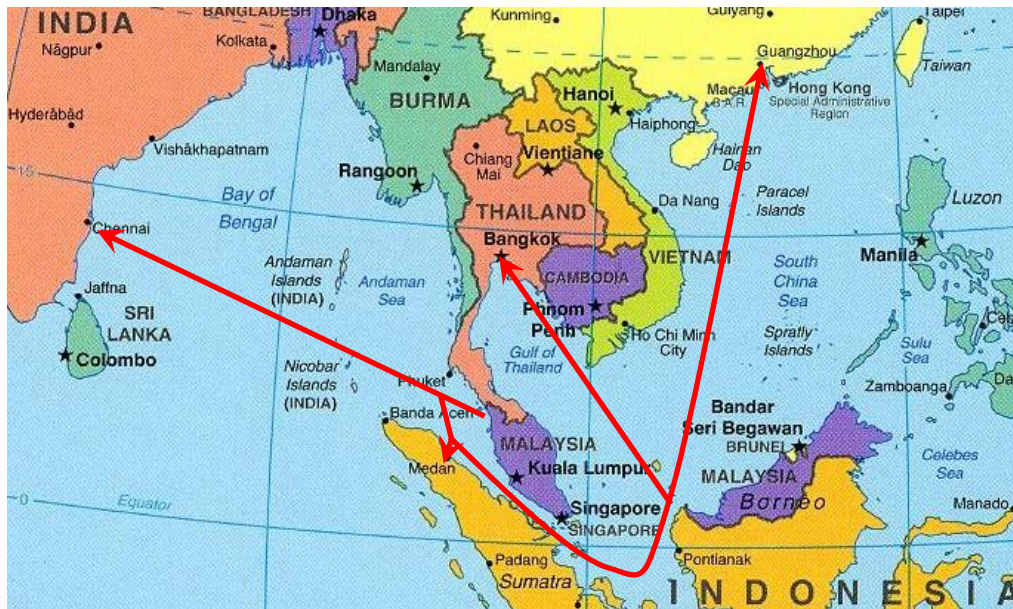 BANGLADESH
Dhaka
Kunming
Guiyang
Taipei
INDIA
Kolkata
Nāgpur
Mandalay
Guangzhou
Taiwan
BURMA
Hanoi
Macau
S.A.R.
Hong Kong
Special Administrative
Region
Hyderābād
LAOS
Haiphong
Vishākhapatnam
Chiang
Mai
Vientiane
Hainan
Dao
15
Rangoon
Bay of
Bengal
Paracel
Islands
Luzon
Chennai
THAILAND
Da Nang
Bangkok
VIETNAM
Manila
Andaman
Islands
(INDIA)
Andaman
Sea
CAMBODIA
South
China
Sea
Jaffna
SRI
LANKA
Phnom
Penh
Ho Chi Minh
City
Spratly
Islands
Ceb
Colombo
Gulf of
Thailand
Sulu
Sea
Nicobar
Islands
(INDIA)
Phuket
Zamboanga
Da
Banda Aceh
Bandar
Seri Begawan
BRUNEI
MALAYSIA
Celebes
Sea
Medan
Kuala Lumpur
MALAYSIA
Equator
0
Singapore
SINGAPORE
Borneo
Manado
Padang
Pontianak
Sumatra
INDONESIA